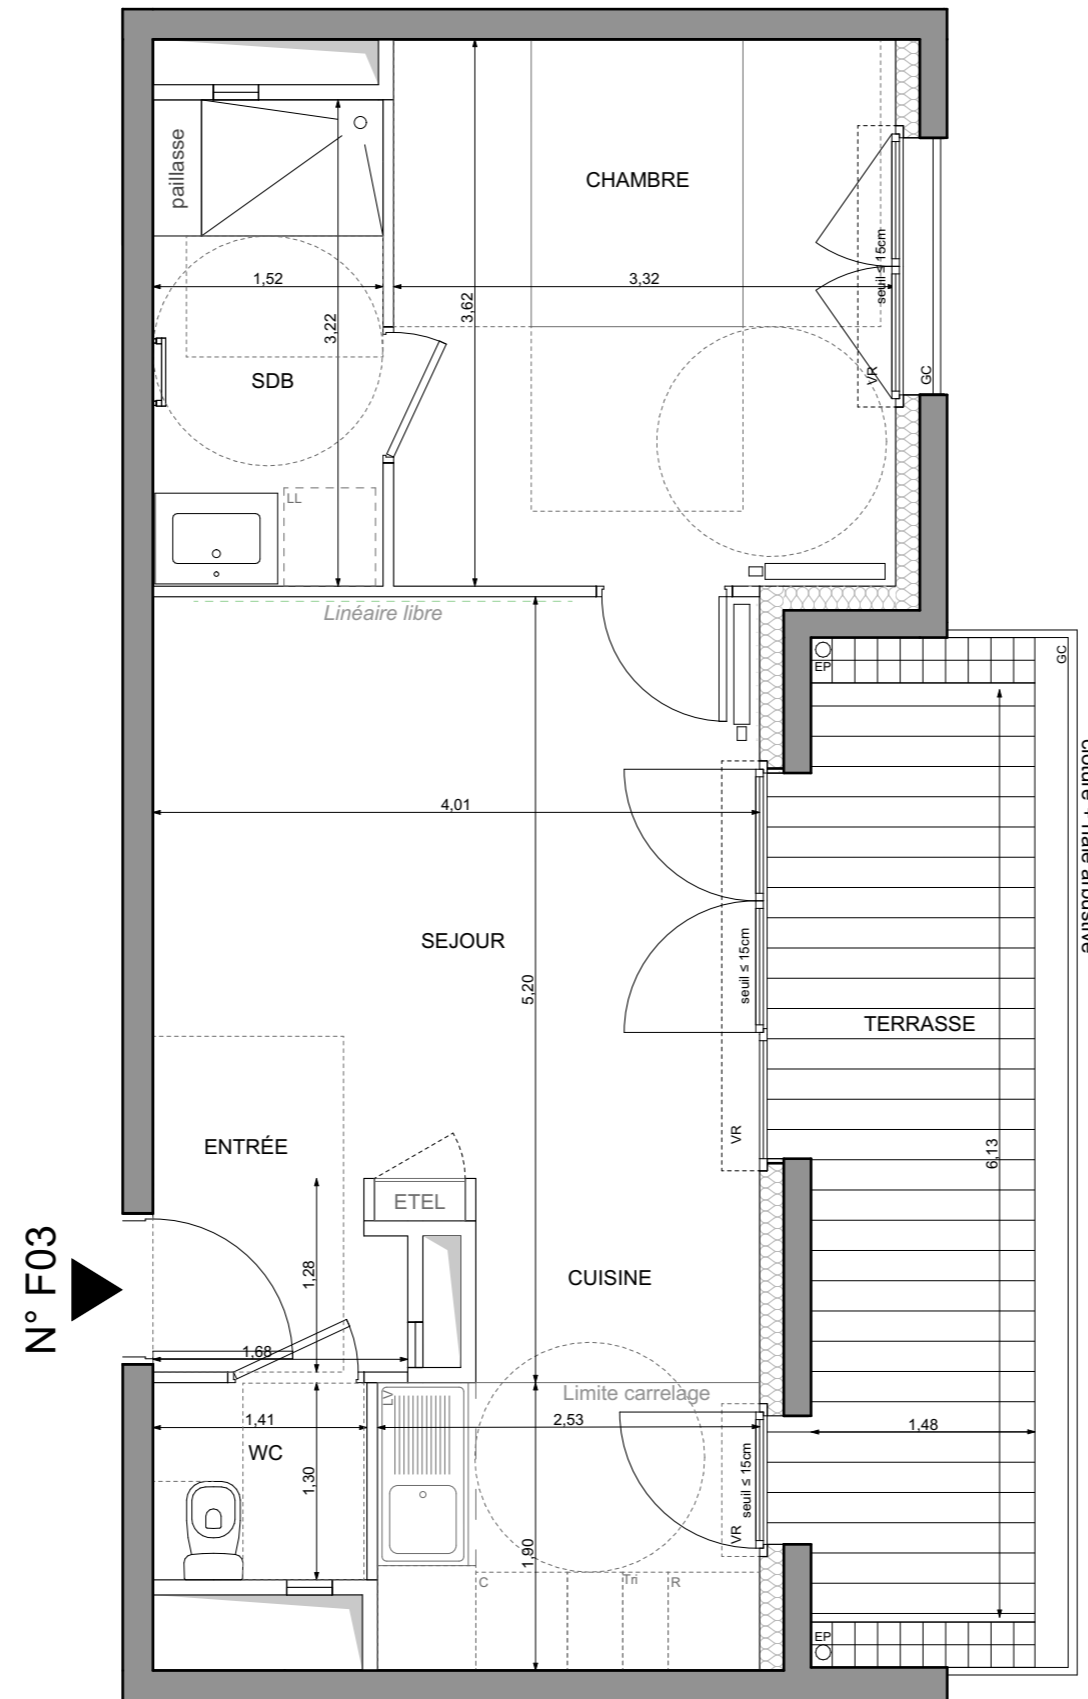 paillasse
CHAMBRE
1,52
3,32
3,22
3,62
seuil ≤ 15cm
VR
GC
SDB
LL
Linéaire libre
EP
GC
4,01
SEJOUR
5,20
seuil ≤ 15cm
VR
TERRASSE
6,13
ENTRÉE
ETEL
N° F03
1,28
CUISINE
1,68
Limite carrelage
LV
1,41
2,53
1,48
WC
1,30
seuil ≤ 15cm
VR
1,90
C
Tri
R
EP